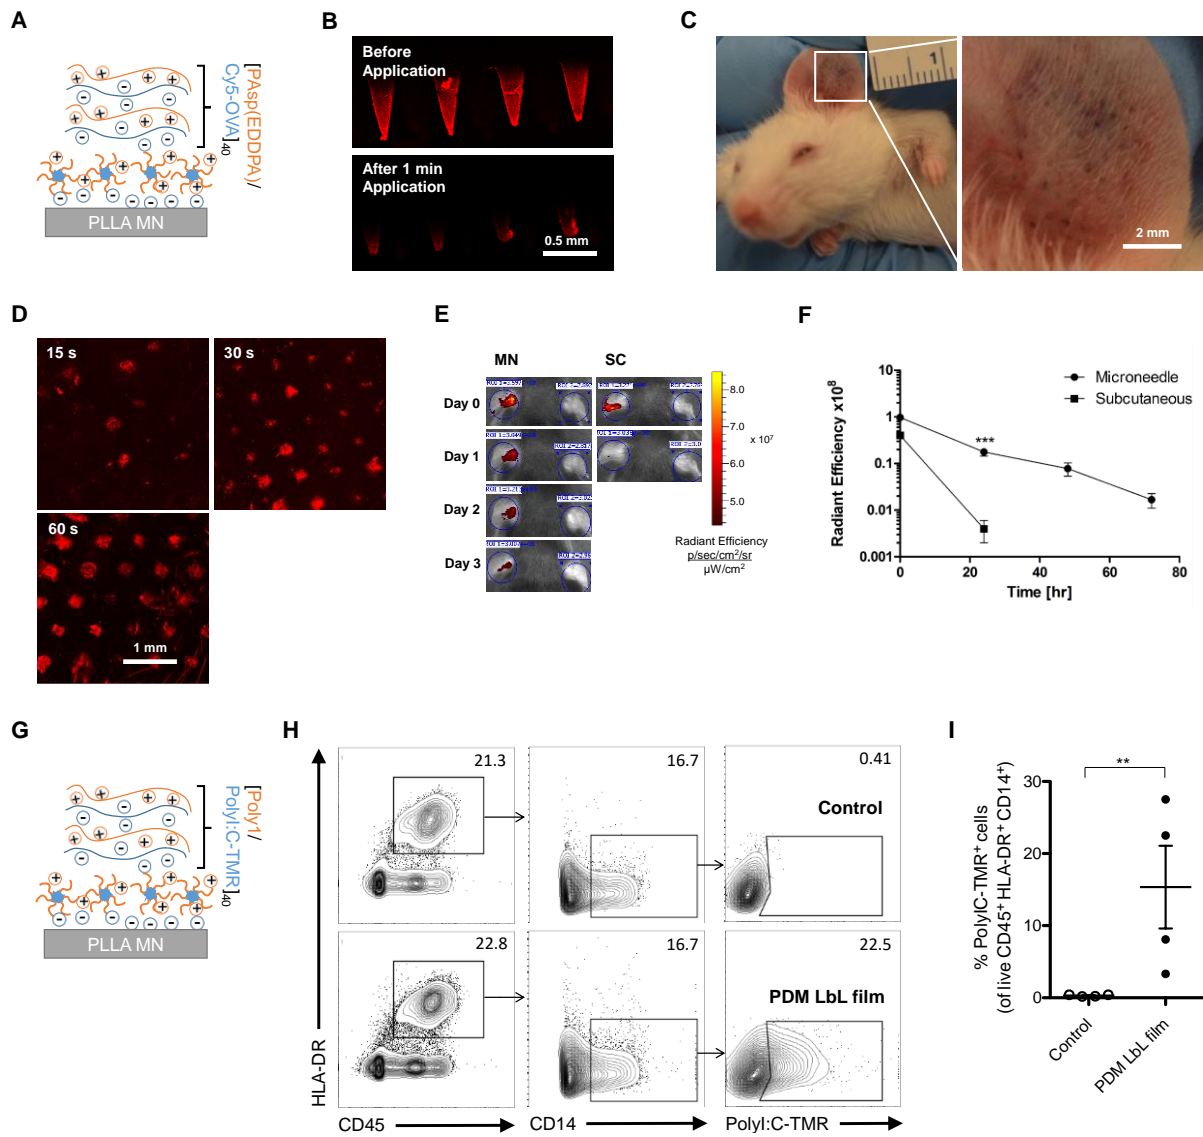 A
[PAsp(EDDPA)/
Cy5-OVA]40
PLLA MN
B
Before
Application
After 1 min
Application
0.5 mm
C
1
2 mm
D
15 s
30 s
60 s
1 mm
E
MN
SC
Day 0
Day 1
Day 2
Day 3
8.0
7.0
x 10⁷
6.0
5.0
Radiant Efficiency
p/sec/cm²/sr
µW/cm²
F
Radiant Efficiency x10⁸
10
1
0.1
0.01
0.001
0
20
40
60
80
Time [hr]
Microneedle
Subcutaneous
***
G
[Poly1/
PolyI:C-TMR]40
PLLA MN
H
21.3
16.7
0.41
Control
22.8
16.7
22.5
PDM LbL film
HLA-DR
CD45
CD14
PolyI:C-TMR
I
**
% PolyIC-TMR⁺ cells
(of live CD45⁺ HLA-DR⁺ CD14⁺)
30
20
10
0
Control
PDM LbL film